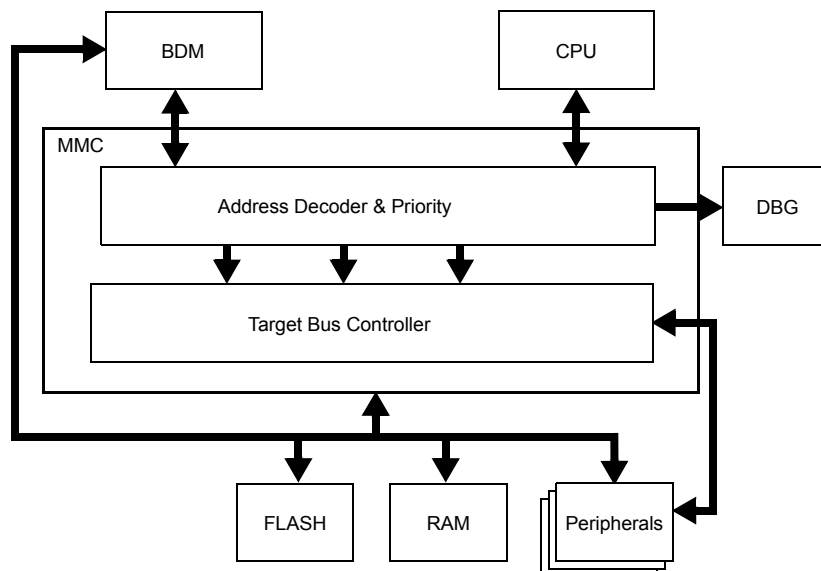 BDM
CPU
MMC
Address Decoder & Priority
DBG
Target Bus Controller
FLASH
RAM
Peripherals